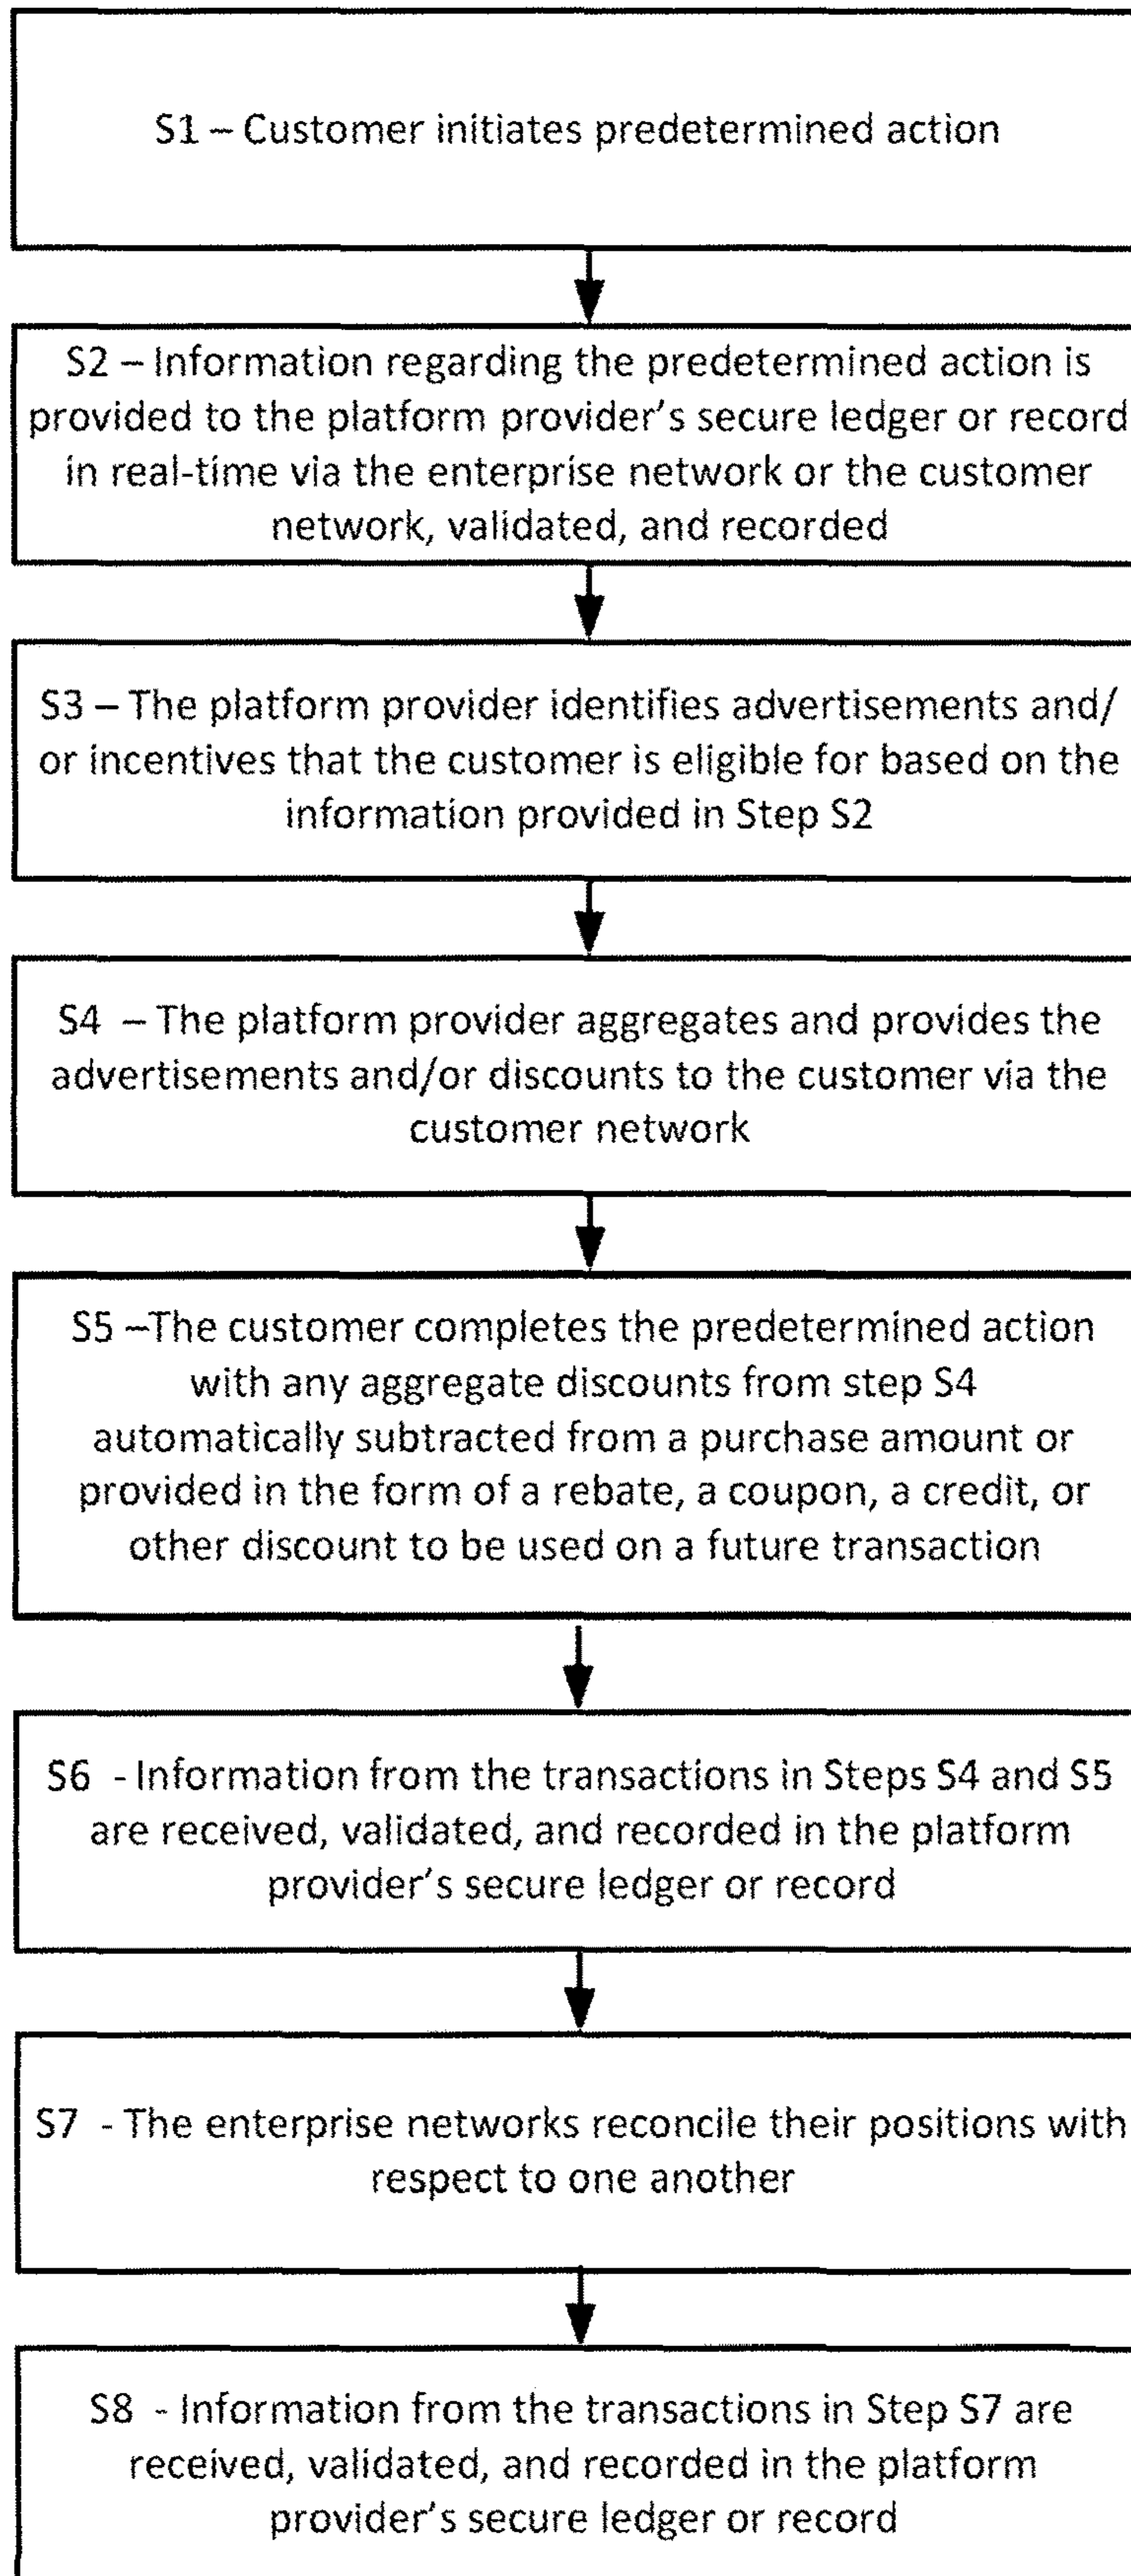 S1 – Customer initiates predetermined action
S2 – Information regarding the predetermined action is
provided to the platform provider's secure ledger or record
in real-time via the enterprise network or the customer
network, validated, and recorded
S3 – The platform provider identifies advertisements and/
or incentives that the customer is eligible for based on the
information provided in Step S2
S4 – The platform provider aggregates and provides the
advertisements and/or discounts to the customer via the
customer network
S5 –The customer completes the predetermined action
with any aggregate discounts from step S4
automatically subtracted from a purchase amount or
provided in the form of a rebate, a coupon, a credit, or
other discount to be used on a future transaction
S6 - Information from the transactions in Steps S4 and S5
are received, validated, and recorded in the platform
provider's secure ledger or record
S7 - The enterprise networks reconcile their positions with
respect to one another
S8 - Information from the transactions in Step S7 are
received, validated, and recorded in the platform
provider's secure ledger or record